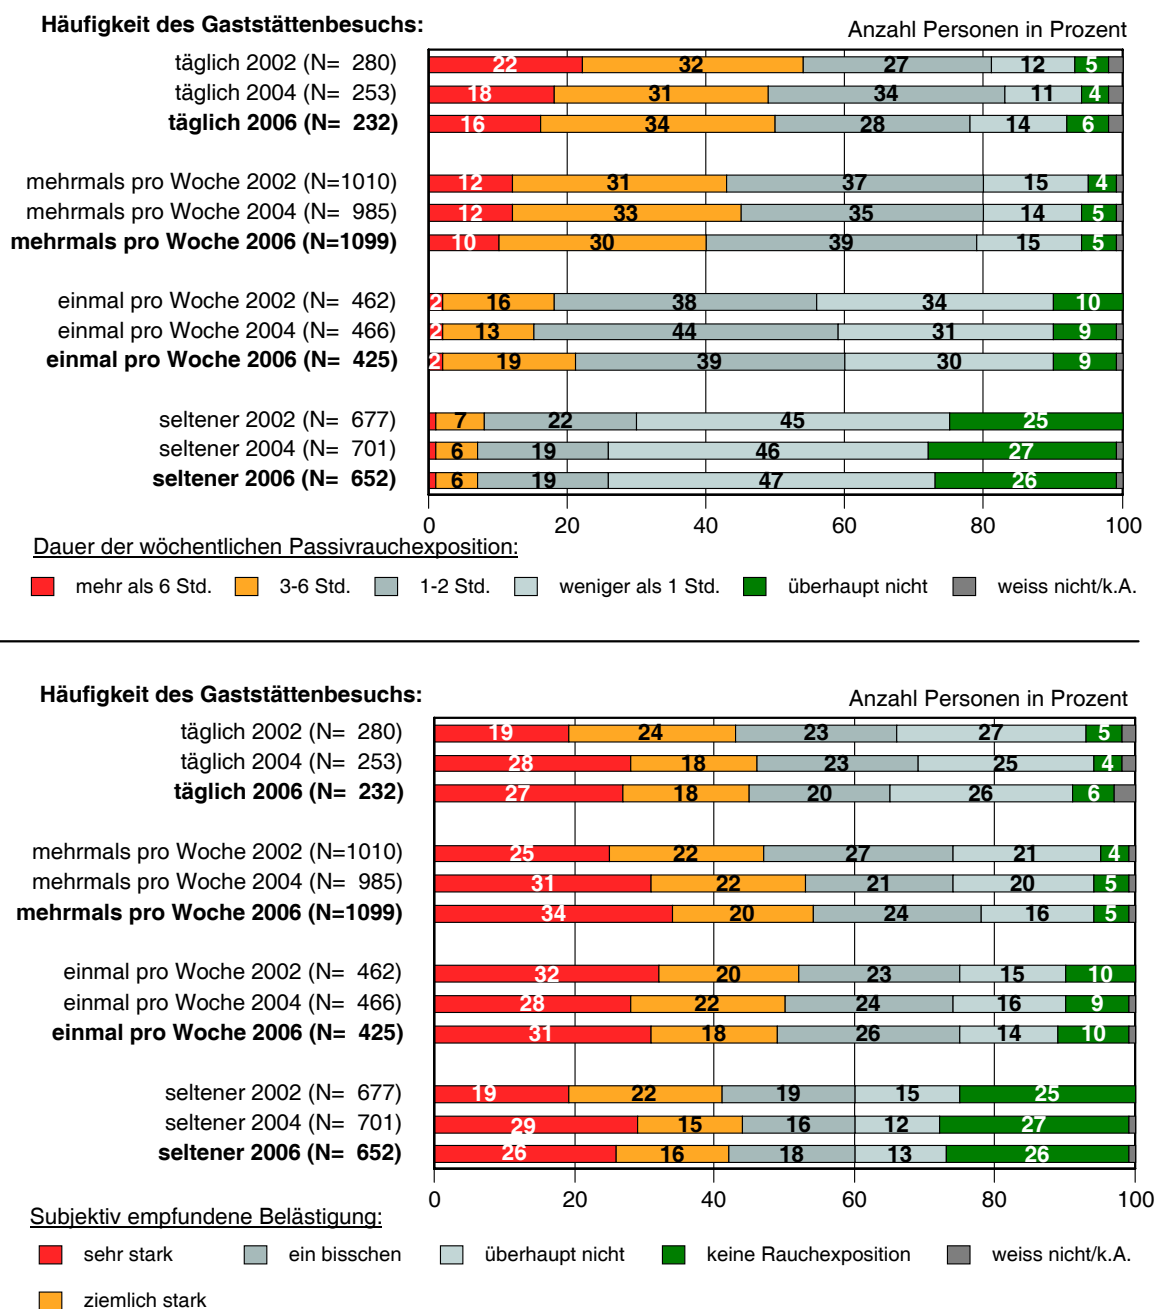 Häufigkeit des Gaststättenbesuchs: Anzahl Personen in Prozent
täglich 2002 (N= 280) 22 32 27 12 5
täglich 2004 (N= 253) 18 31 34 11 4
täglich 2006 (N= 232) 16 34 28 14 6
mehrmals pro Woche 2002 (N=1010) 12 31 37 15 4
mehrmals pro Woche 2004 (N= 985) 12 33 35 14 5
mehrmals pro Woche 2006 (N=1099) 10 30 39 15 5
einmal pro Woche 2002 (N= 462) 2 16 38 34 10
einmal pro Woche 2004 (N= 466) 2 13 44 31 9
einmal pro Woche 2006 (N= 425) 2 19 39 30 9
seltener 2002 (N= 677) 7 22 45 25
seltener 2004 (N= 701) 6 19 46 27
seltener 2006 (N= 652) 6 19 47 26
0 20 40 60 80 100
Dauer der wöchentlichen Passivrauchexposition:
mehr als 6 Std. 3-6 Std. 1-2 Std. weniger als 1 Std. überhaupt nicht weiss nicht/k.A.
Häufigkeit des Gaststättenbesuchs: Anzahl Personen in Prozent
täglich 2002 (N= 280) 19 24 23 27 5
täglich 2004 (N= 253) 28 18 23 25 4
täglich 2006 (N= 232) 27 18 20 26 6
mehrmals pro Woche 2002 (N=1010) 25 22 27 21 4
mehrmals pro Woche 2004 (N= 985) 31 22 21 20 5
mehrmals pro Woche 2006 (N=1099) 34 20 24 16 5
einmal pro Woche 2002 (N= 462) 32 20 23 15 10
einmal pro Woche 2004 (N= 466) 28 22 24 16 9
einmal pro Woche 2006 (N= 425) 31 18 26 14 10
seltener 2002 (N= 677) 19 22 19 15 25
seltener 2004 (N= 701) 29 15 16 12 27
seltener 2006 (N= 652) 26 16 18 13 26
0 20 40 60 80 100
Subjektiv empfundene Belästigung:
sehr stark ein bisschen überhaupt nicht keine Rauchexposition weiss nicht/k.A.
ziemlich stark